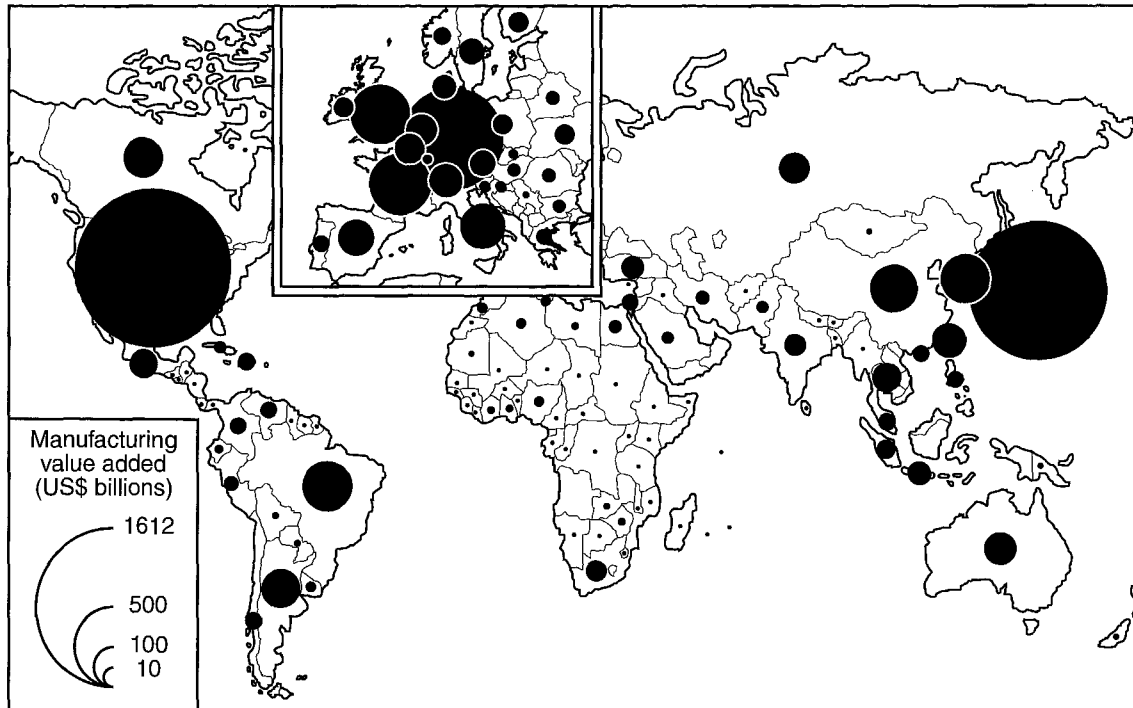 Manufacturing
value added
(US$ billions)
1612
500
100
10